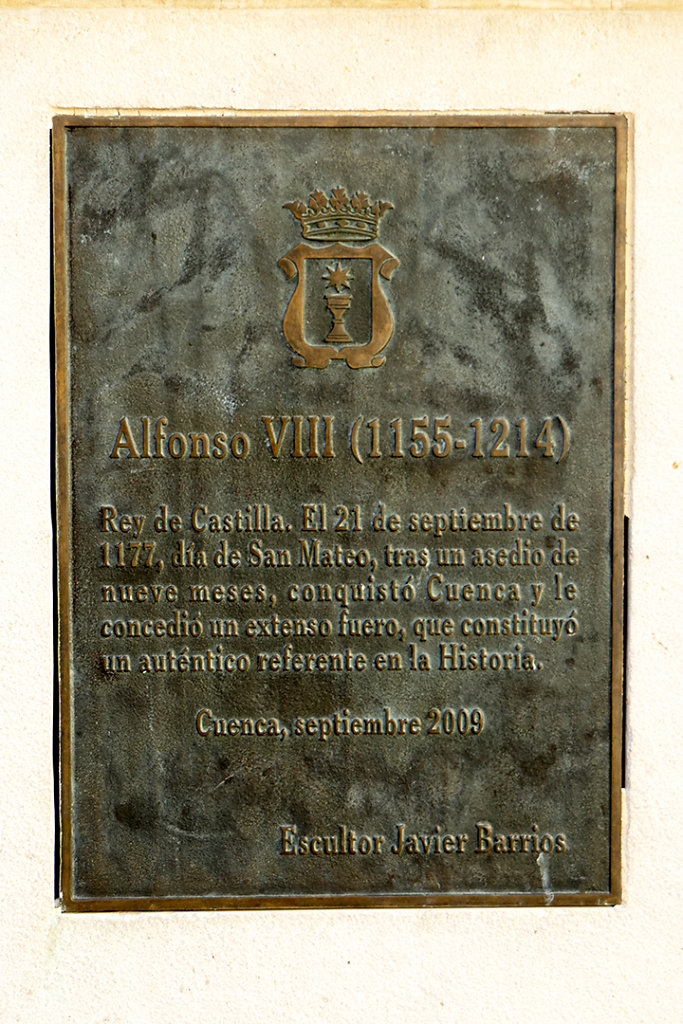 Alfonso VIII (1155-1214)
Rey de Castilla. El 21 de septiembre de
1177, día de San Mateo, tras un asedio de
nueve meses, conquistó Cuenca y le
concedió un extenso fuero, que constituyó
un auténtico referente en la Historia.
Cuenca, septiembre 2009
Escultor Javier Barrios